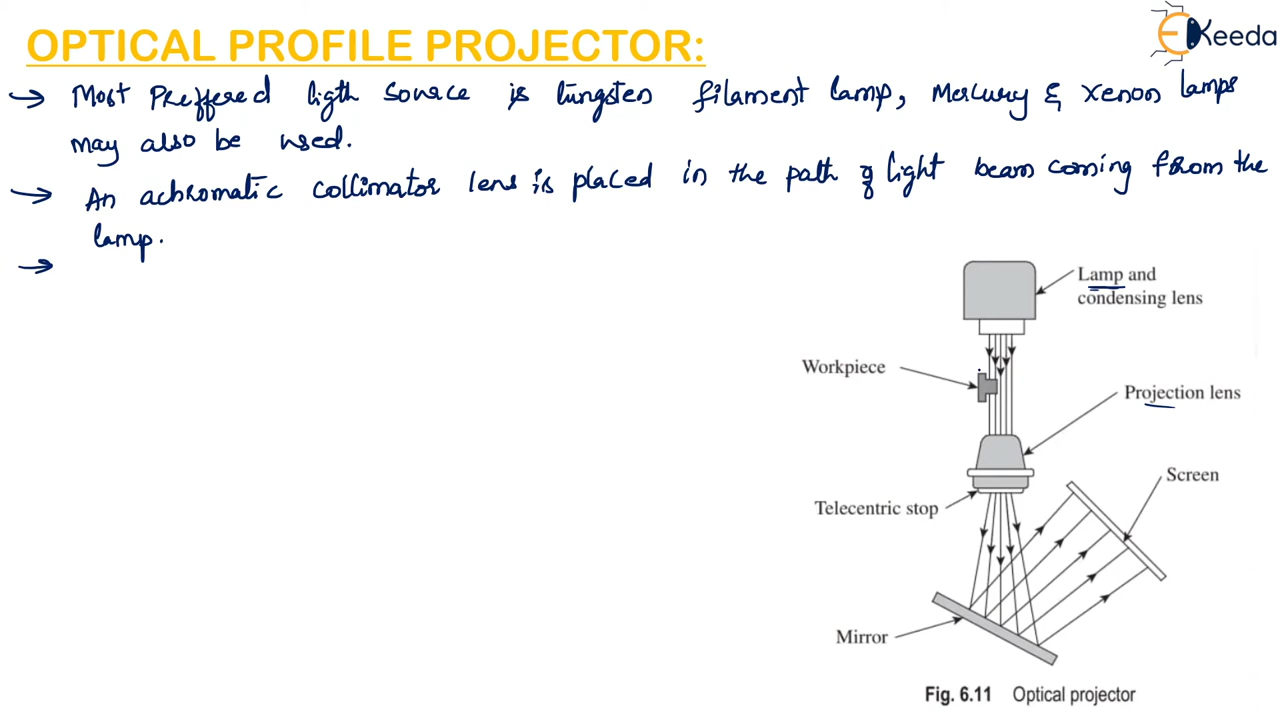 OPTICAL PROFILE PROJECTOR:
EKeeda
→ Most Preffered ligth source is tungsten filament lamp, Mercury & xenon lamps
may also be used.
→ An achromatic collimator lens is placed in the path of light beam coming from the
lamp.
→
Lamp and
condensing lens
Workpiece
Projection lens
Screen
Telecentric stop
Mirror
Fig. 6.11 Optical projector